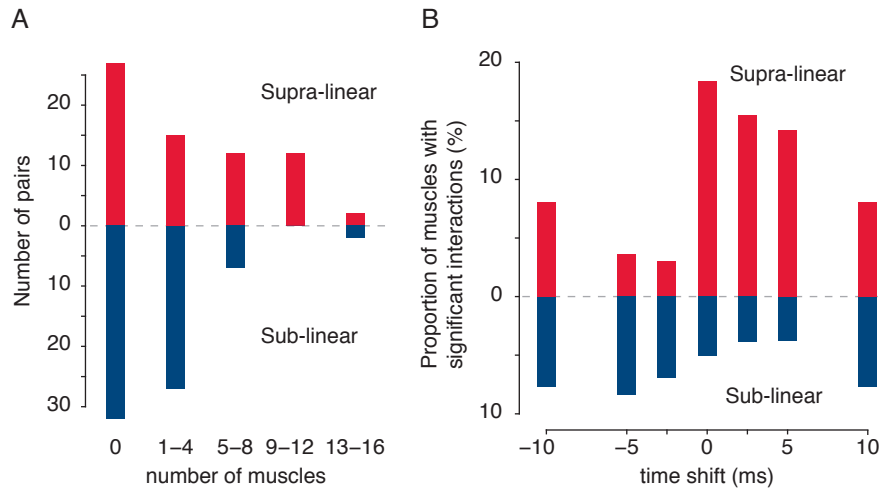 A
Number of pairs
20
10
0
10
20
30
Supra-linear
Sub-linear
0 1–4 5–8 9–12 13–16
number of muscles
B
Proportion of muscles with
significant interactions (%)
20
10
0
10
Supra-linear
Sub-linear
–10 –5 0 5 10
time shift (ms)